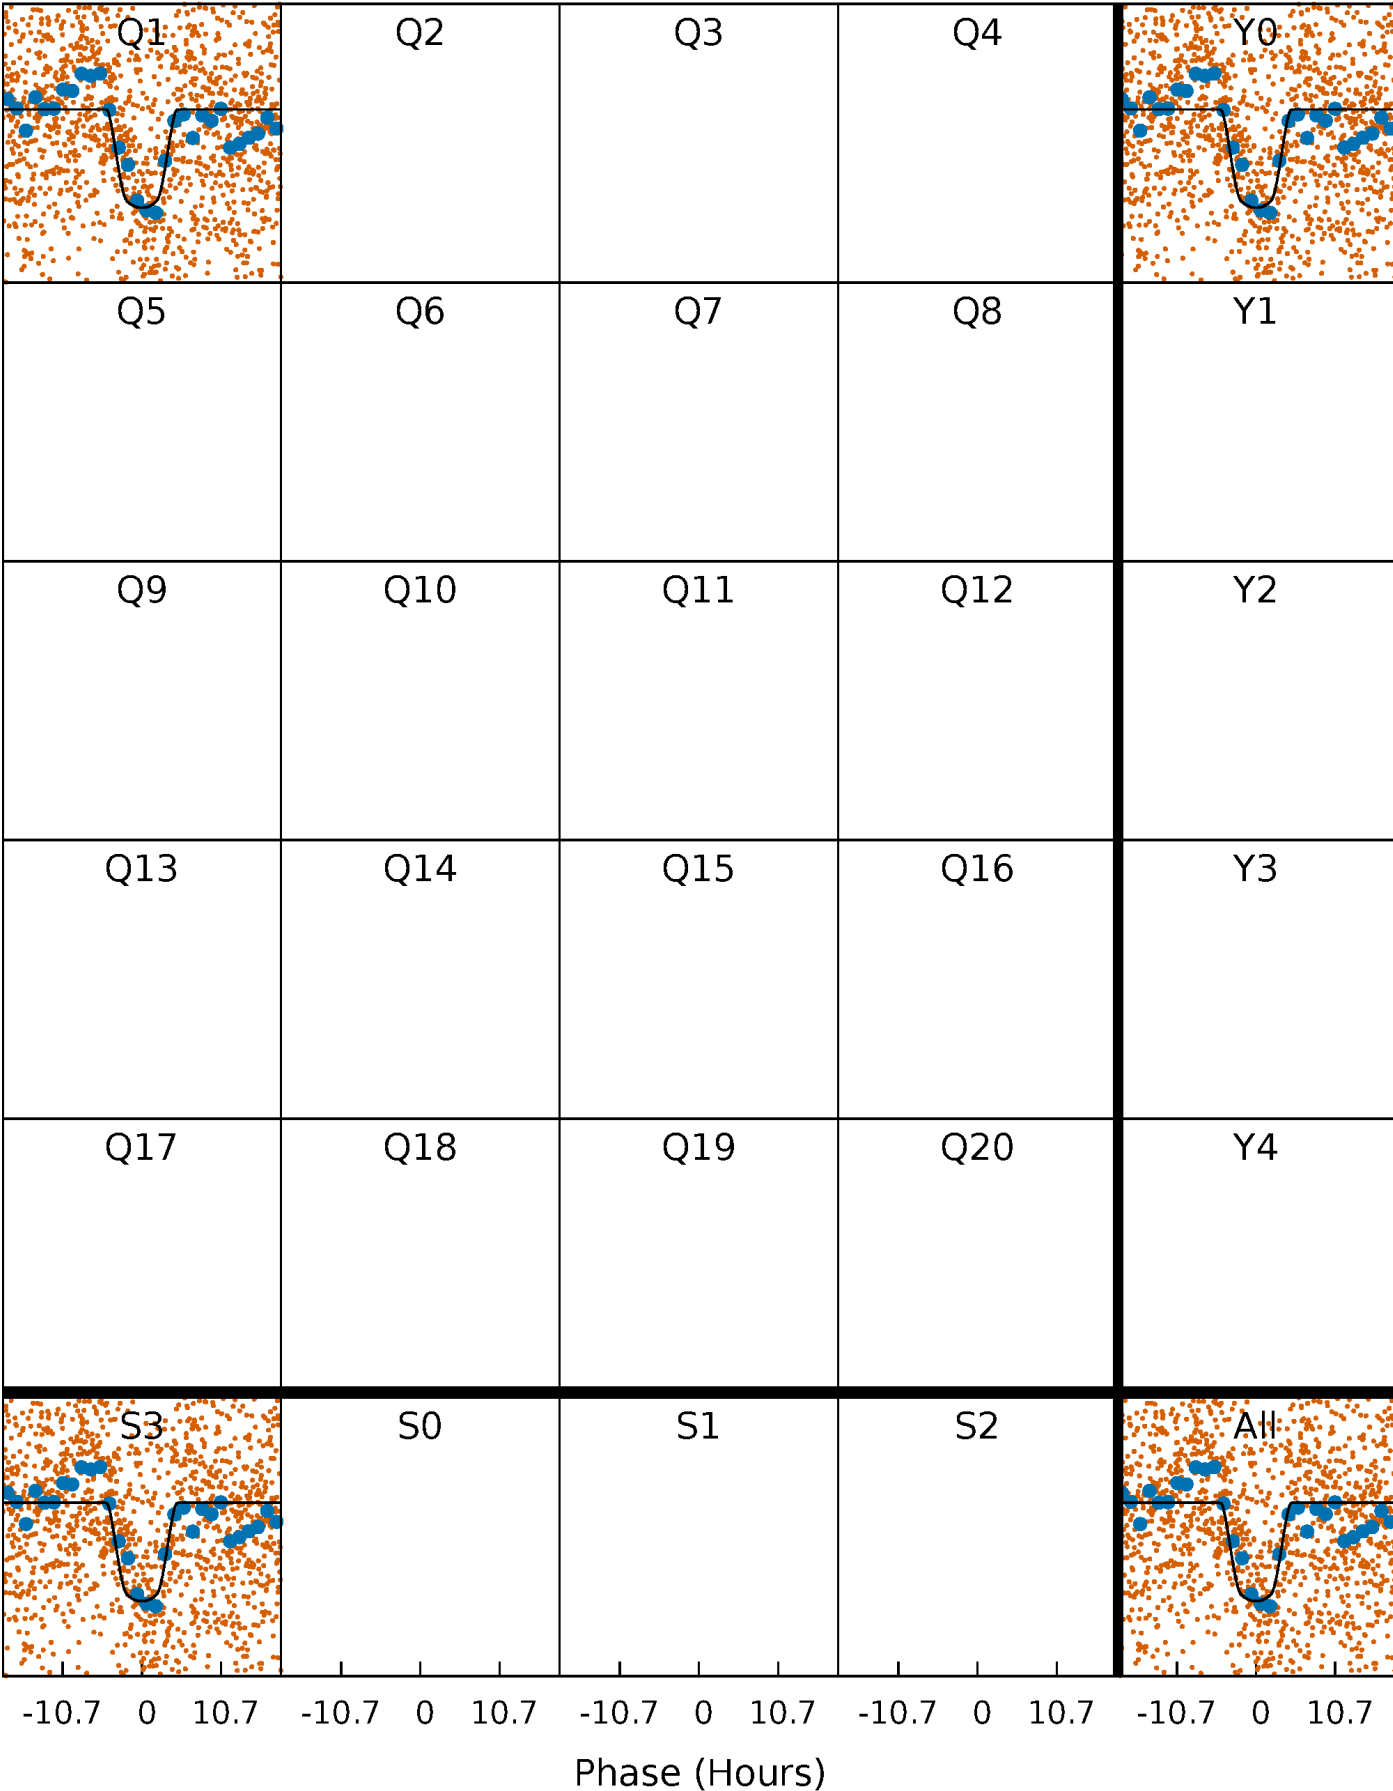 Q1 Q2 Q3 Q4 Y0
Q5 Q6 Q7 Q8 Y1
Q9 Q10 Q11 Q12 Y2
Q13 Q14 Q15 Q16 Y3
Q17 Q18 Q19 Q20 Y4
S3 S0 S1 S2 All
-10.7 0 10.7 -10.7 0 10.7 -10.7 0 10.7 -10.7 0 10.7 -10.7 0 10.7
Phase (Hours)